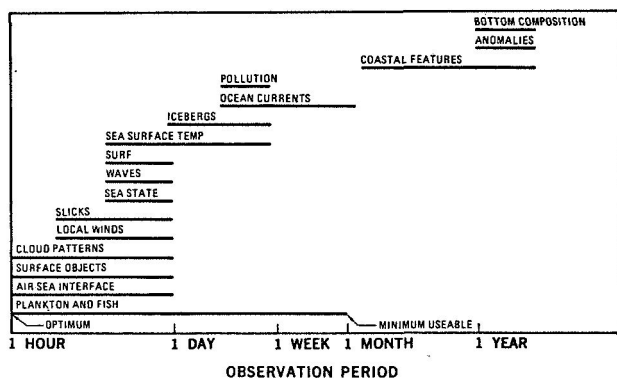 BOTTOM COMPOSITION
ANOMALIES
COASTAL FEATURES
POLLUTION
OCEAN CURRENTS
ICEBERGS
SEA SURFACE TEMP
SURF
WAVES
SEA STATE
SLICKS
LOCAL WINDS
CLOUD PATTERNS
SURFACE OBJECTS
AIR SEA INTERFACE
PLANKTON AND FISH
OPTIMUM MINIMUM USEABLE
1 HOUR 1 DAY 1 WEEK 1 MONTH 1 YEAR
OBSERVATION PERIOD